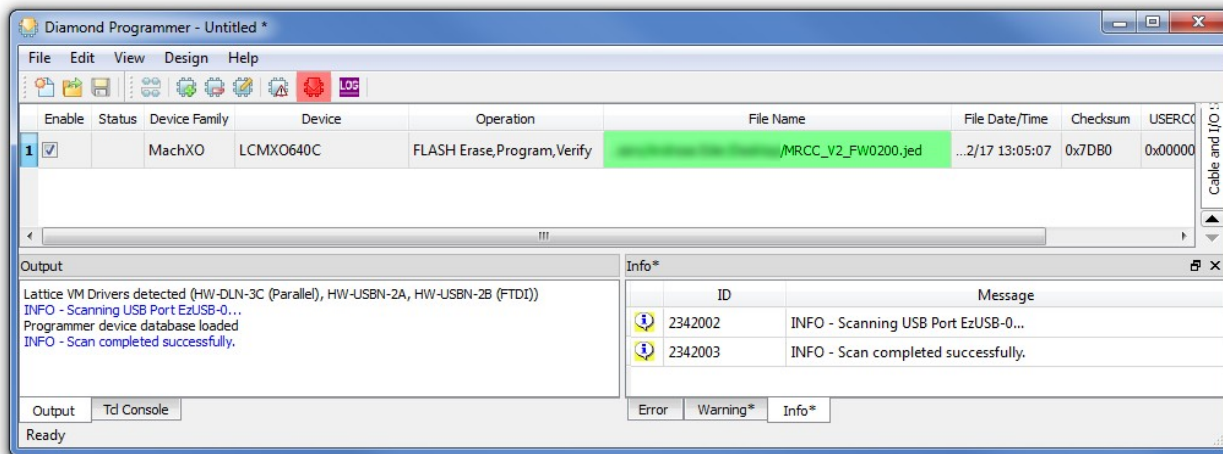 Diamond Programmer - Untitled *
File Edit View Design Help
LOG
Enable Status Device Family Device Operation File Name File Date/Time Checksum USERCO
1 MachXO LCMXO640C FLASH Erase,Program,Verify /MRCC_V2_FW0200.jed ...2/17 13:05:07 0x7DB0 0x00000
Cable and I/O
Output
Lattice VM Drivers detected (HW-DLN-3C (Parallel), HW-USBN-2A, HW-USBN-2B (FTDI))
INFO - Scanning USB Port EzUSB-0...
Programmer device database loaded
INFO - Scan completed successfully.
Output Tcl Console
Info*
ID Message
2342002 INFO - Scanning USB Port EzUSB-0...
2342003 INFO - Scan completed successfully.
Error Warning* Info*
Ready